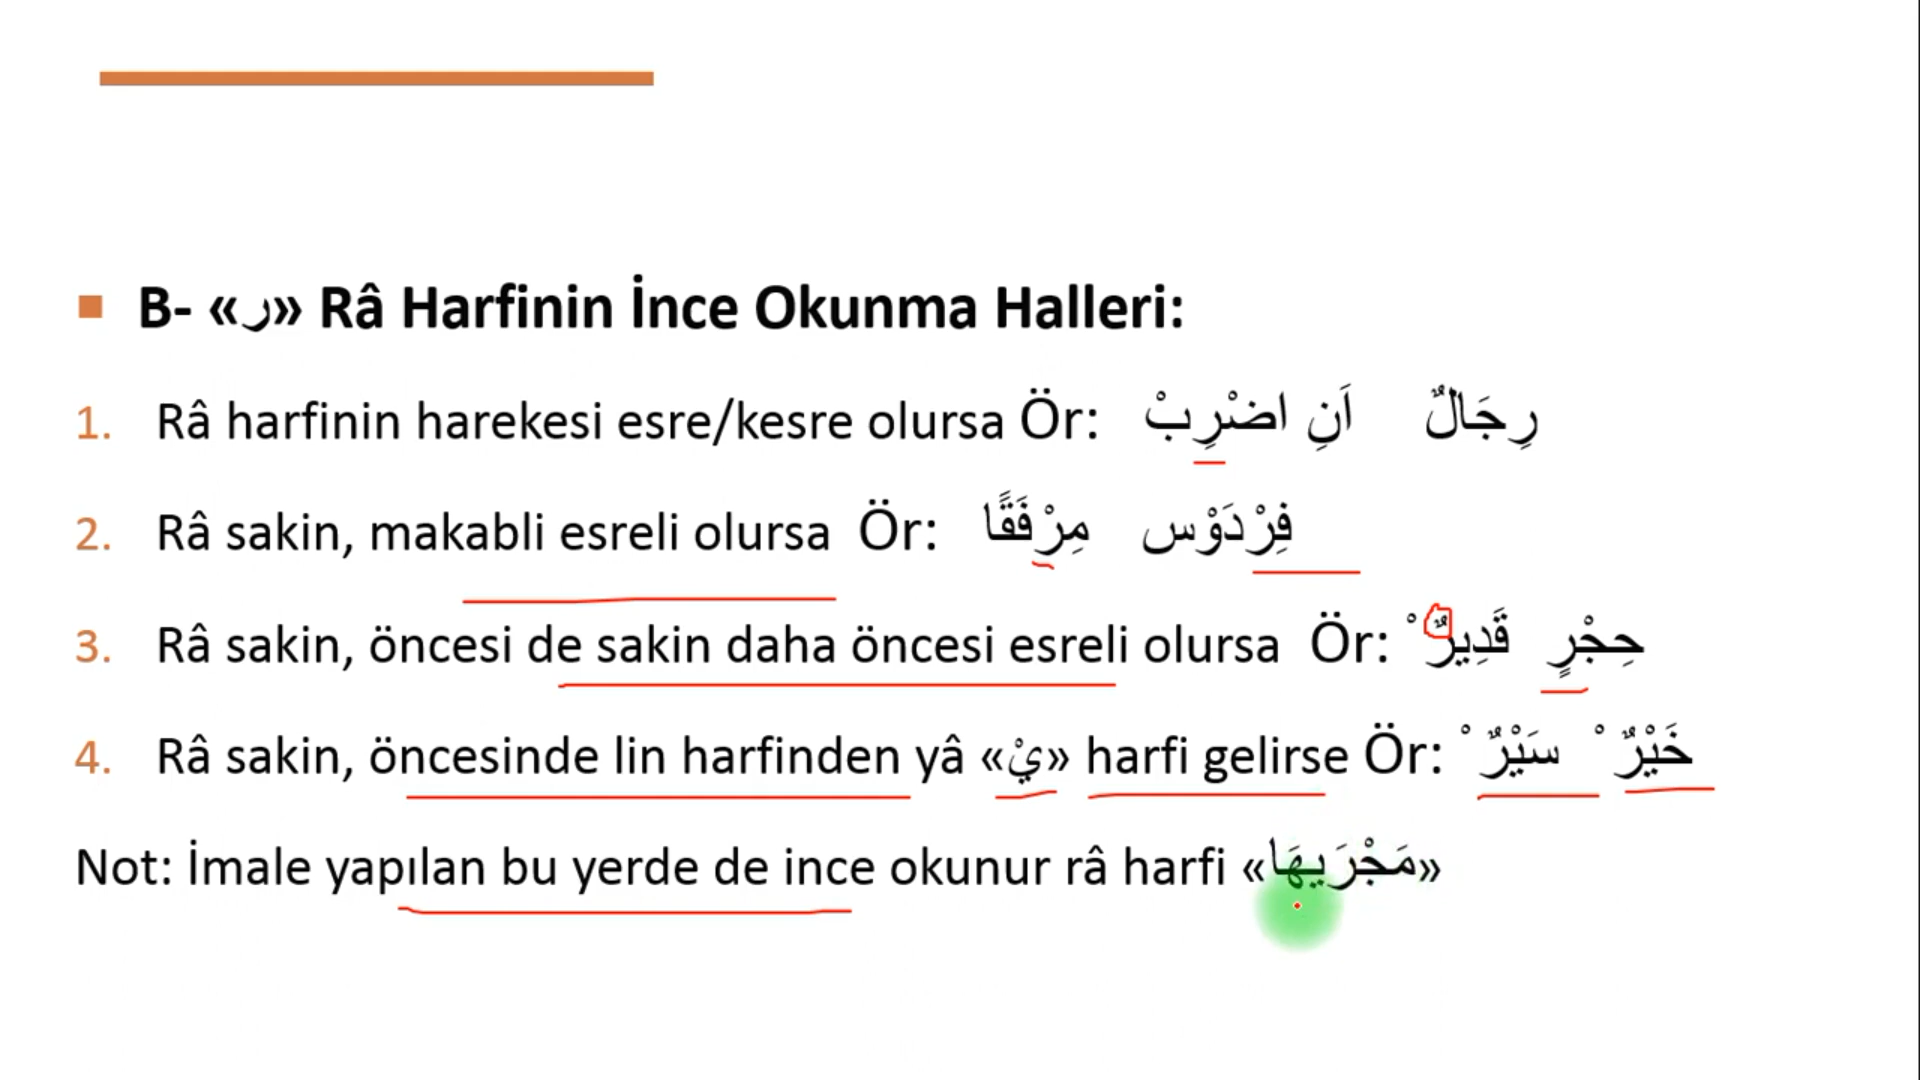 B- «ر» Râ Harfinin İnce Okunma Halleri:
1. Râ harfinin harekesi esre/kesre olursa Ör: رِجَالٌ اَنِ اضْرِبْ
2. Râ sakin, makabli esreli olursa Ör: فِرْدَوْس مِرْفَقًا
3. Râ sakin, öncesi de sakin daha öncesi esreli olursa Ör: حِجْرٍ قَدِيرٌ ْ
4. Râ sakin, öncesinde lin harfinden yâ «يْ» harfi gelirse Ör: خَيْرٌ ْ سَيْرٌ ْ
Not: İmale yapılan bu yerde de ince okunur râ harfi «مَجْرَيهَا»